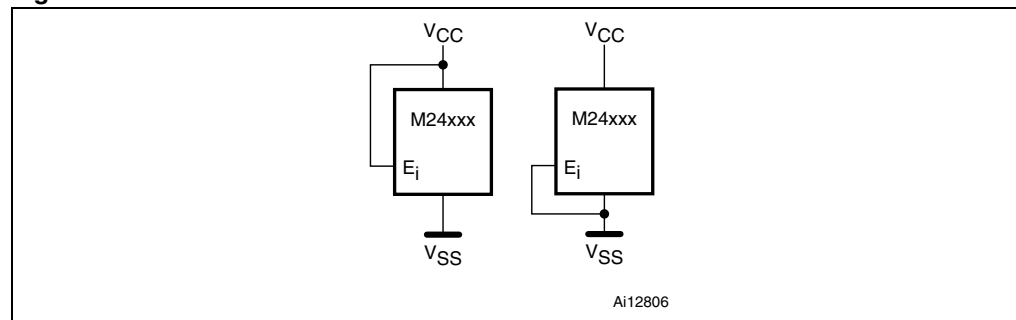 VCC VCC
M24xxx M24xxx
Ei Ei
VSS VSS
Ai12806